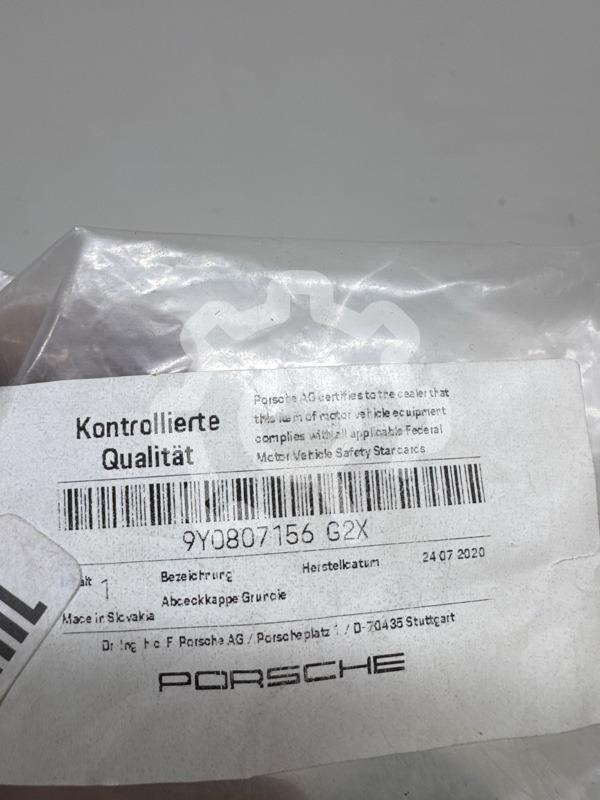 Kontrollierte
Qualität
Porsche AG certifies to the dealer that
this item of motor vehicle equipment
complies with all applicable Federal
Motor Vehicle Safety Standards
9Y0807156 G2X
1
Bezeichnung
Herstelldatum
24 07 2020
Abdeckkappe Grundie
Made in Slovakia
Dr Ing h c F Porsche AG / Porscheplatz 1 / D-70435 Stuttgart
PORSCHE